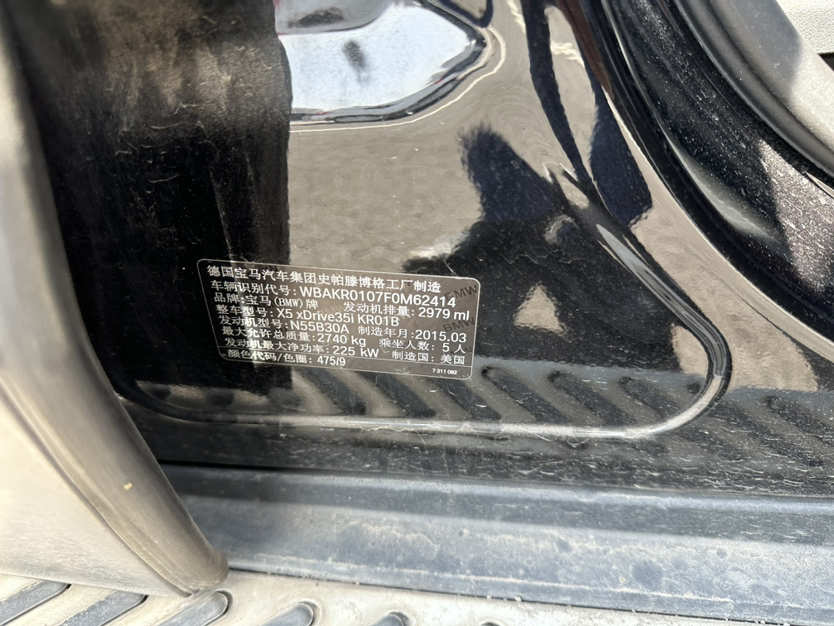 德国宝马汽车集团史帕滕博格工厂制造
车辆识别代号: WBAKR0107F0M62414
品牌: 宝马(BMW)牌 发动机排量: 2979 ml
整车型号: X5 xDrive35i KR01B
发动机型号: N55B30A 制造年月: 2015.03
最大允许总质量: 2740 kg 乘坐人数: 5 人
发动机最大净功率: 225 kW 制造国: 美国
颜色代码/色圈: 475/9
7 311 082